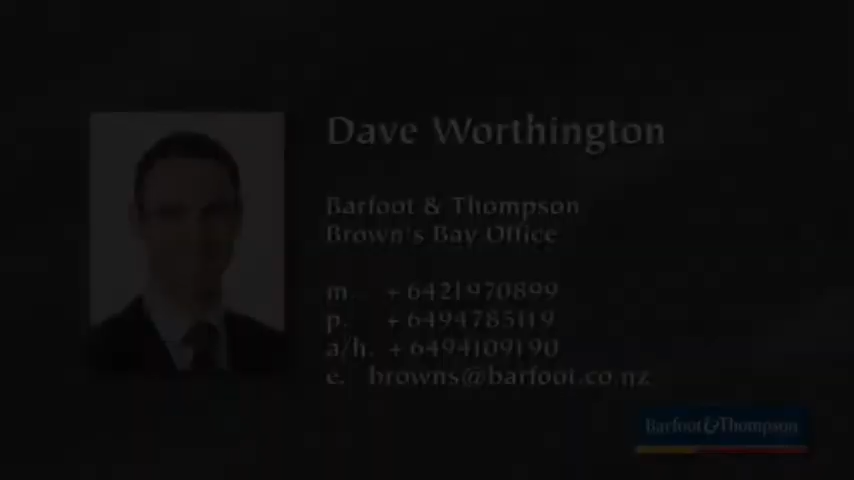 Dave Worthington
Barfoot & Thompson
Brown's Bay Office
m. +6421970899
p. +6494785119
a/h. +6494109190
e. browns@barfoot.co.nz
Barfoot&Thompson